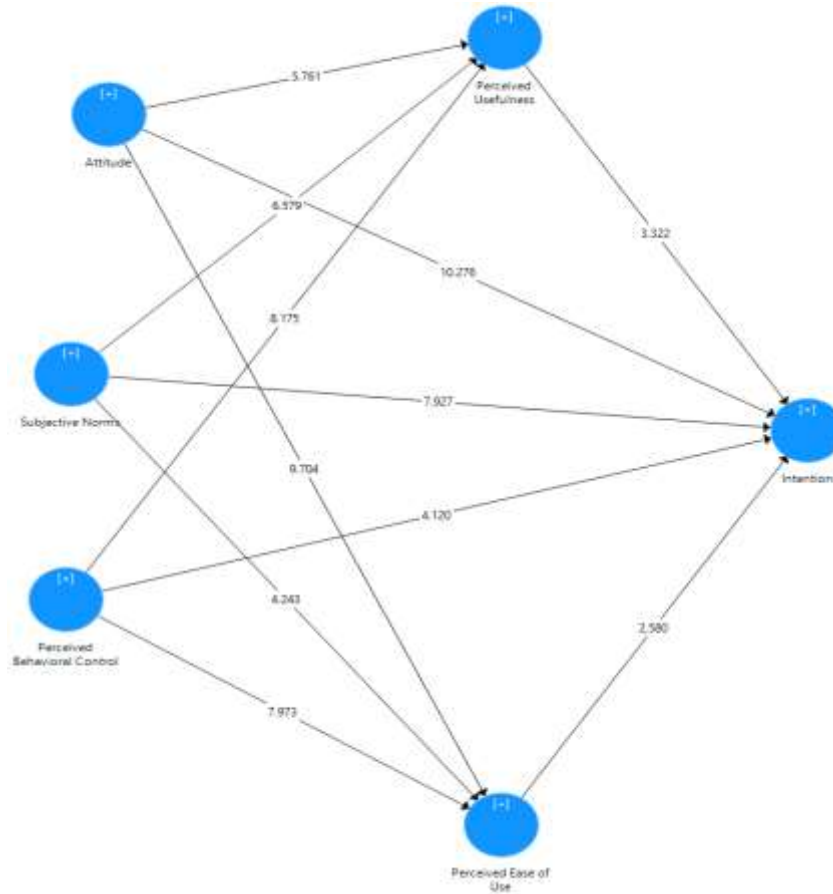 [+]
Perceived
Usefulness
[+]
Attitude
5.761
6.579
3.322
10.276
8.175
[+]
Subjective Norms
7.927
[+]
Intention
9.704
4.120
[+]
Perceived
Behavioral Control
4.243
2.580
7.973
[+]
Perceived Ease of
Use